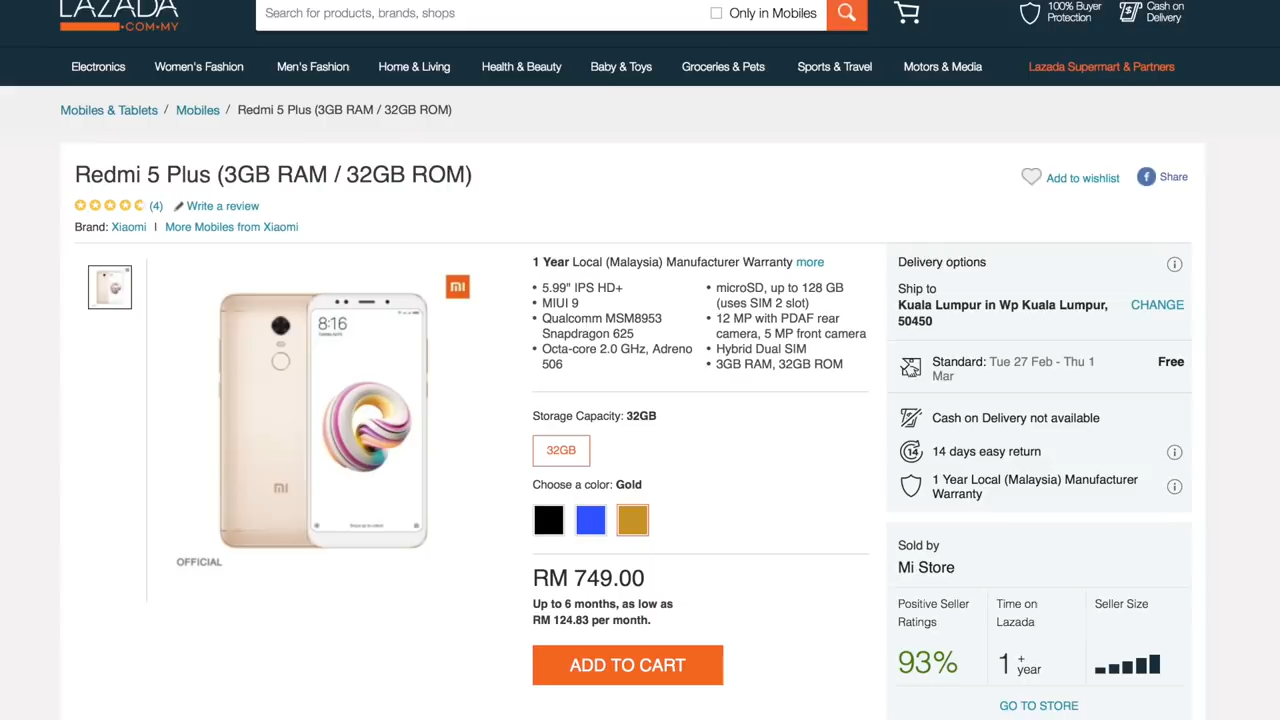 LAZADA
.COM.MY
Search for products, brands, shops
Only in Mobiles
100% Buyer
Protection
Cash on
Delivery
Electronics
Women's Fashion
Men's Fashion
Home & Living
Health & Beauty
Baby & Toys
Groceries & Pets
Sports & Travel
Motors & Media
Lazada Supermart & Partners
Mobiles & Tablets / Mobiles / Redmi 5 Plus (3GB RAM / 32GB ROM)
Redmi 5 Plus (3GB RAM / 32GB ROM)
Add to wishlist
f Share
(4) Write a review
Brand: Xiaomi | More Mobiles from Xiaomi
8:16
mi
mi
OFFICIAL
1 Year Local (Malaysia) Manufacturer Warranty more
• 5.99" IPS HD+
• MIUI 9
• Qualcomm MSM8953
Snapdragon 625
• Octa-core 2.0 GHz, Adreno
506
• microSD, up to 128 GB
(uses SIM 2 slot)
• 12 MP with PDAF rear
camera, 5 MP front camera
• Hybrid Dual SIM
• 3GB RAM, 32GB ROM
Storage Capacity: 32GB
32GB
Choose a color: Gold
RM 749.00
Up to 6 months, as low as
RM 124.83 per month.
ADD TO CART
Delivery options
Ship to
Kuala Lumpur in Wp Kuala Lumpur,
50450
CHANGE
Standard: Tue 27 Feb - Thu 1
Mar
Free
Cash on Delivery not available
14
14 days easy return
1 Year Local (Malaysia) Manufacturer
Warranty
Sold by
Mi Store
Positive Seller
Ratings
93%
Time on
Lazada
1 + year
Seller Size
GO TO STORE